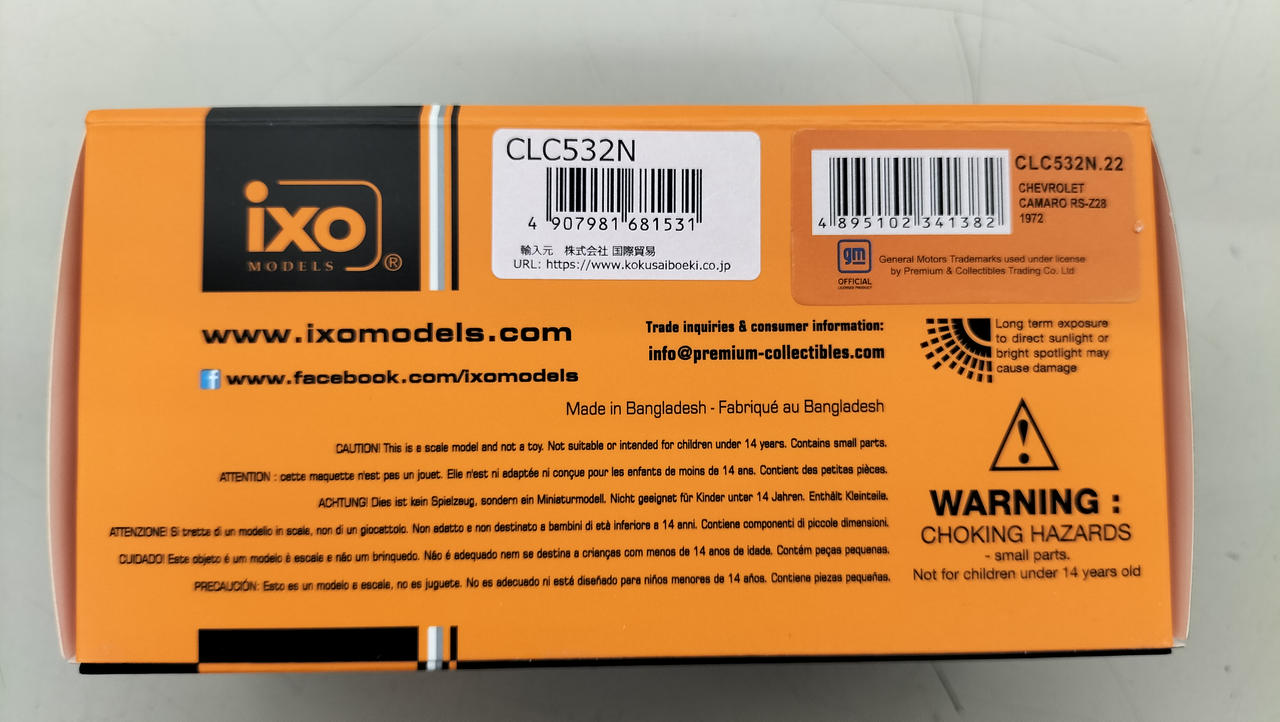 ixo
MODELS ®
CLC532N
4 907981 681531
輸入元 株式会社 国際貿易
URL: https://www.kokusaiboeki.co.jp
CLC532N.22
CHEVROLET
CAMARO RS-Z28
1972
4 895102 341382
gm
OFFICIAL
LICENSED PRODUCT
General Motors Trademarks used under license
by Premium & Collectibles Trading Co. Ltd
www.ixomodels.com
f www.facebook.com/ixomodels
Trade inquiries & consumer information:
info@premium-collectibles.com
Long term exposure
to direct sunlight or
bright spotlight may
cause damage
Made in Bangladesh - Fabriqué au Bangladesh
CAUTION! This is a scale model and not a toy. Not suitable or intended for children under 14 years. Contains small parts.
ATTENTION : cette maquette n'est pas un jouet. Elle n'est ni adaptée ni conçue pour les enfants de moins de 14 ans. Contient des petites pièces.
ACHTUNG! Dies ist kein Spielzeug, sondern ein Miniaturmodell. Nicht geeignet für Kinder unter 14 Jahren. Enthält Kleinteile.
ATTENZIONE! Si tratta di un modello in scale, non di un giocattolo. Non adatto e non destinato a bambini di età inferiore a 14 anni. Contiene componenti di piccole dimensioni.
CUIDADO! Este objeto é um modelo à escale e não um brinquedo. Não é adequado nem se destina a crianças com menos de 14 anos de idade. Contém peças pequenas.
PRECAUCIÓN: Esto es un modelo a escale, no es juguete. No es adecuado ni esté diseñado para niños menores de 14 años. Contiene piezas pequeñas.
!
WARNING :
CHOKING HAZARDS
- small parts.
Not for children under 14 years old